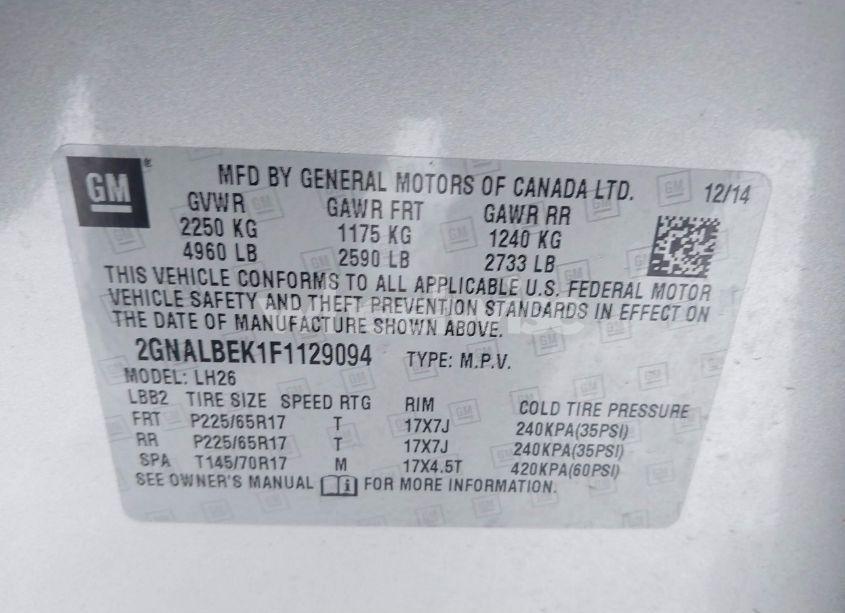 GM ®
MFD BY GENERAL MOTORS OF CANADA LTD. 12/14
GVWR GAWR FRT GAWR RR
2250 KG 1175 KG 1240 KG
4960 LB 2590 LB 2733 LB
THIS VEHICLE CONFORMS TO ALL APPLICABLE U.S. FEDERAL MOTOR
VEHICLE SAFETY AND THEFT PREVENTION STANDARDS IN EFFECT ON
THE DATE OF MANUFACTURE SHOWN ABOVE.
2GNALBEK1F1129094 TYPE: M.P.V.
MODEL: LH26
LBB2 TIRE SIZE SPEED RTG RIM COLD TIRE PRESSURE
FRT P225/65R17 T 17X7J 240KPA(35PSI)
RR P225/65R17 T 17X7J 240KPA(35PSI)
SPA T145/70R17 M 17X4.5T 420KPA(60PSI)
SEE OWNER'S MANUAL i FOR MORE INFORMATION.